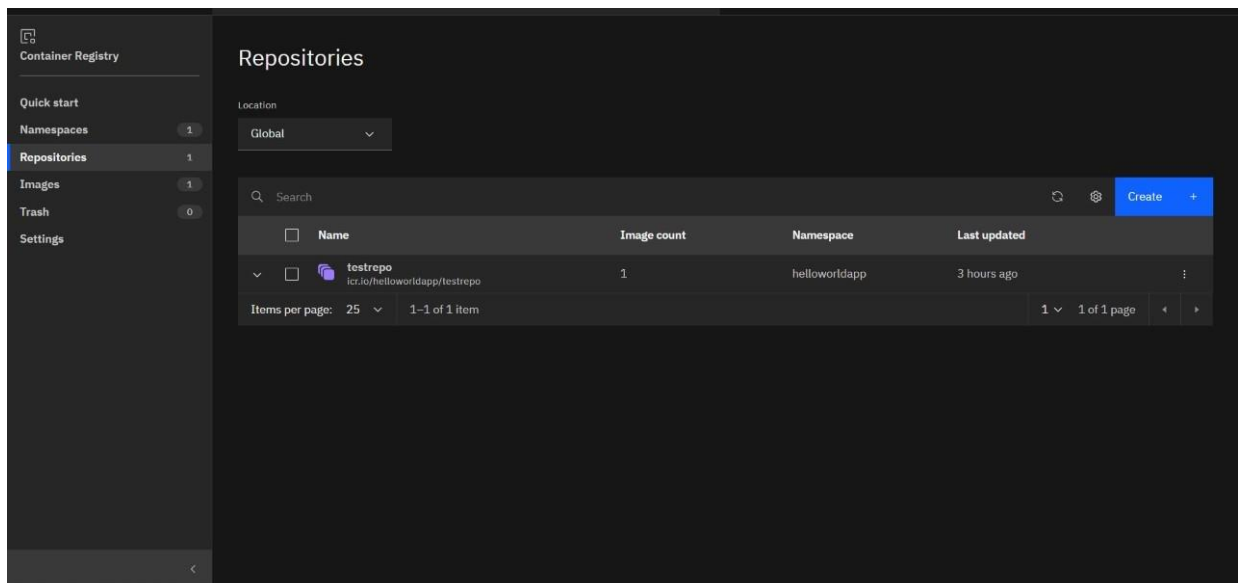 Container Registry
Quick start
Namespaces 1
Repositories 1
Images 1
Trash 0
Settings
Repositories
Location
Global
Search
Create +
Name Image count Namespace Last updated
testrepo
icr.io/helloworldapp/testrepo
1 helloworldapp 3 hours ago
Items per page: 25 1–1 of 1 item 1 1 of 1 page